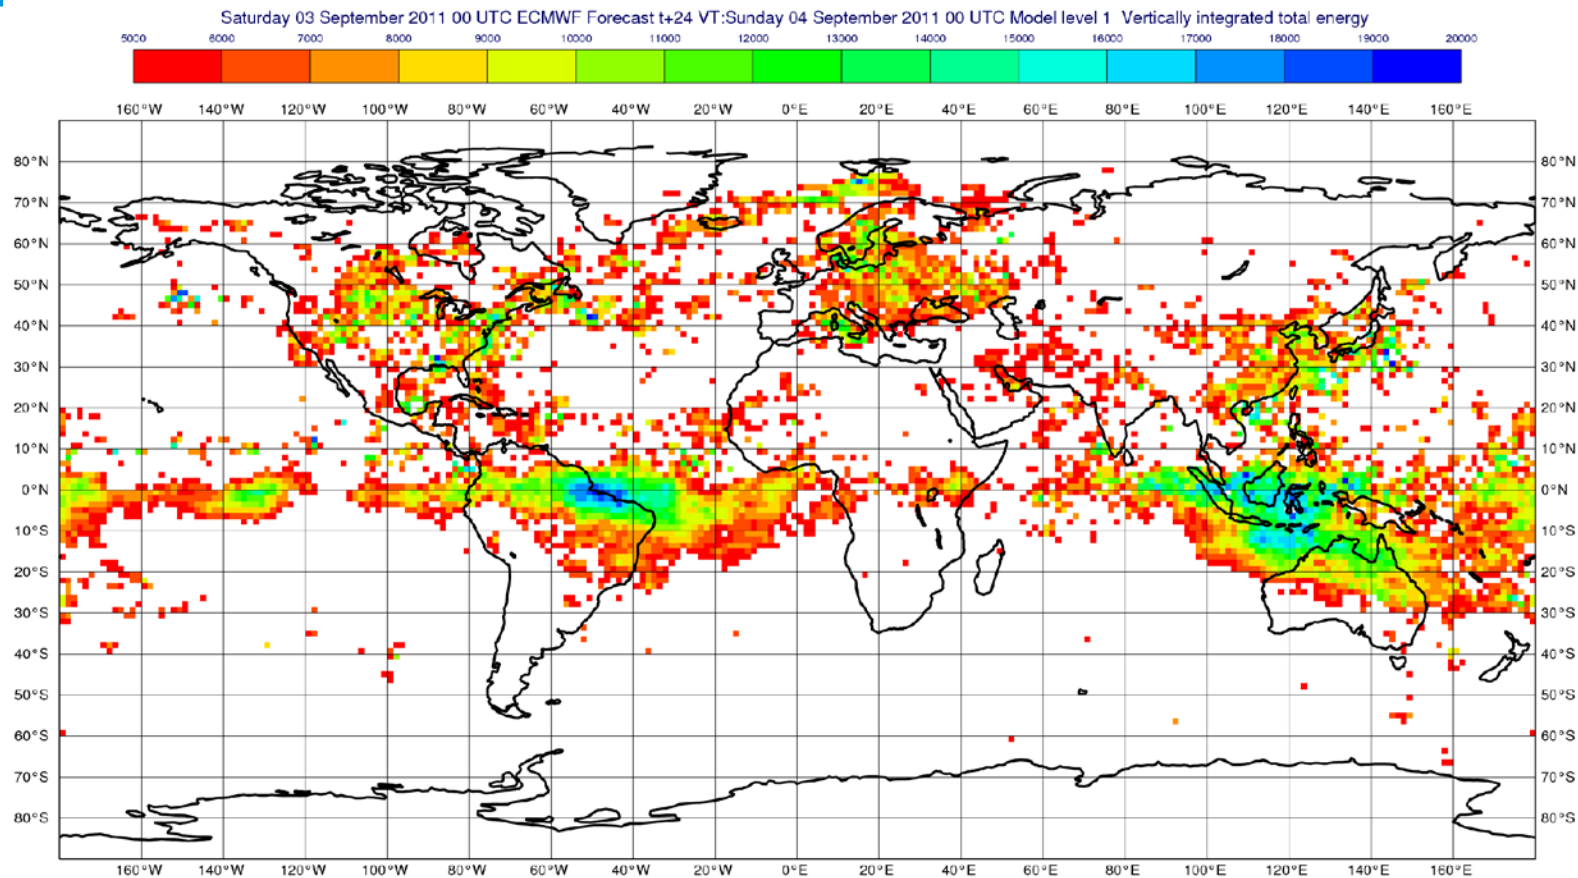 Saturday 03 September 2011 00 UTC ECMWF Forecast t+24 VT:Sunday 04 September 2011 00 UTC Model level 1 Vertically integrated total energy
5000 6000 7000 8000 9000 10000 11000 12000 13000 14000 15000 16000 17000 18000 19000 20000
160°W 140°W 120°W 100°W 80°W 60°W 40°W 20°W 0°E 20°E 40°E 60°E 80°E 100°E 120°E 140°E 160°E
80°N 80°N
70°N 70°N
60°N 60°N
50°N 50°N
40°N 40°N
30°N 30°N
20°N 20°N
10°N 10°N
0°N 0°N
10°S 10°S
20°S 20°S
30°S 30°S
40°S 40°S
50°S 50°S
60°S 60°S
70°S 70°S
80°S 80°S
160°W 140°W 120°W 100°W 80°W 60°W 40°W 20°W 0°E 20°E 40°E 60°E 80°E 100°E 120°E 140°E 160°E